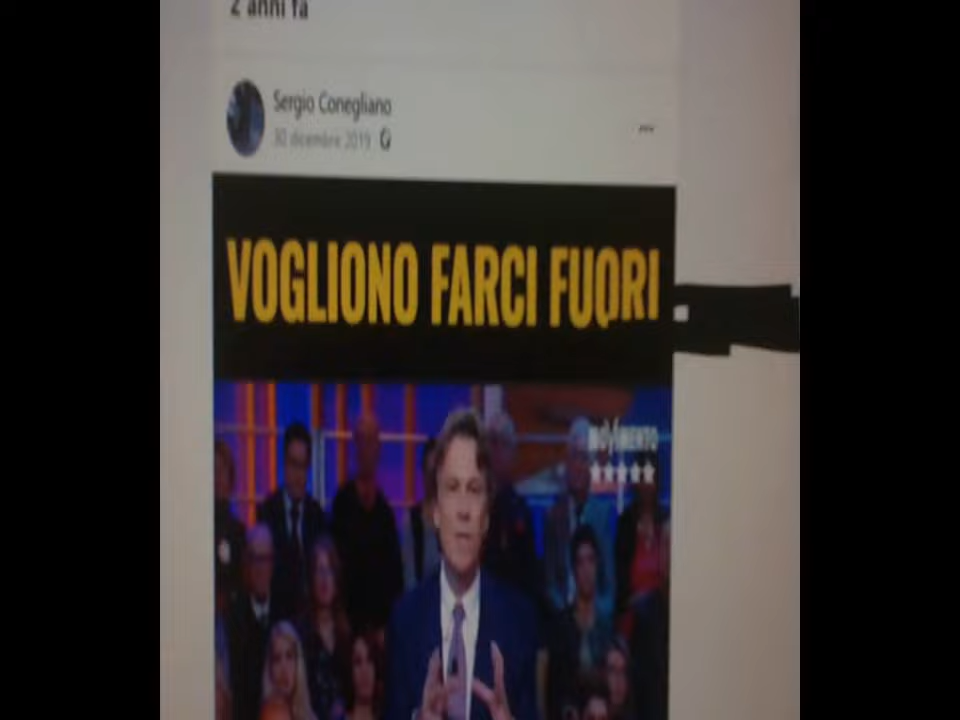 2 anni fa
Sergio Conegliano
30 dicembre 2019
VOGLIONO FARCI FUORI
MOVIMENTO